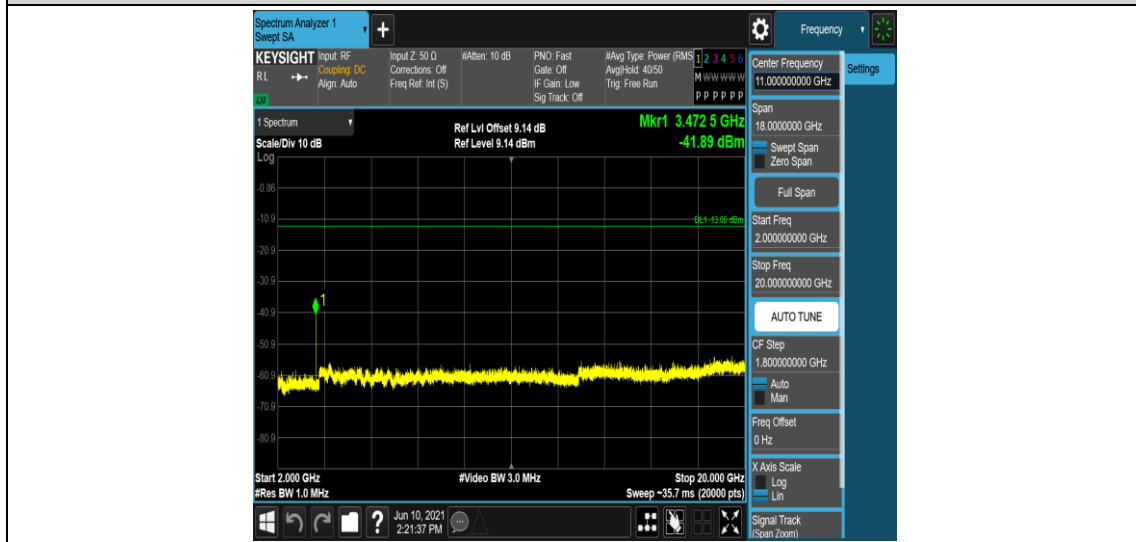 Spectrum Analyzer 1
Swept SA
Frequency
KEYSIGHT
Input: RF
Input Z: 50 Ω
#Atten: 10 dB
PNO: Fast
#Avg Type: Power (RMS
1 2 3 4 5 6
RL
Coupling: DC
Corrections: Off
Gate: Off
Avg|Hold: 40/50
M W W W W W
Align: Auto
Freq Ref: Int (S)
IF Gain: Low
Trig: Free Run
Sig Track: Off
P P P P P P
1 Spectrum
Ref Lvl Offset 9.14 dB
Mkr1 3.472 5 GHz
Scale/Div 10 dB
Ref Level 9.14 dBm
-41.89 dBm
Log
-0.86
-10.9
DL1 -13.00 dBm
-20.9
-30.9
1
-40.9
-50.9
-60.9
-70.9
-80.9
Start 2.000 GHz
#Video BW 3.0 MHz
Stop 20.000 GHz
#Res BW 1.0 MHz
Sweep ~35.7 ms (20000 pts)
Jun 10, 2021
2:21:37 PM
Center Frequency
11.000000000 GHz
Settings
Span
18.0000000 GHz
Swept Span
Zero Span
Full Span
Start Freq
2.000000000 GHz
Stop Freq
20.000000000 GHz
AUTO TUNE
CF Step
1.800000000 GHz
Auto
Man
Freq Offset
0 Hz
X Axis Scale
Log
Lin
Signal Track
(Span Zoom)